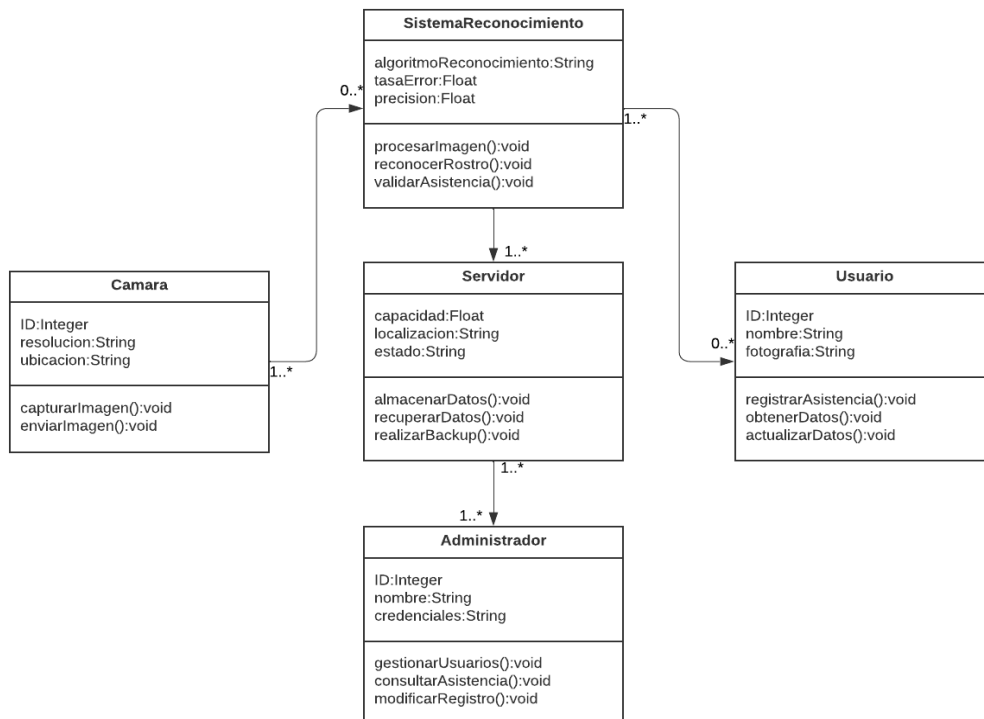 SistemaReconocimiento
algoritmoReconocimiento:String
tasaError:Float
precision:Float
procesarImagen():void
reconocerRostro():void
validarAsistencia():void
0..*
1..*
1..*
Camara
ID:Integer
resolucion:String
ubicacion:String
capturarImagen():void
enviarImagen():void
1..*
Servidor
capacidad:Float
localizacion:String
estado:String
almacenarDatos():void
recuperarDatos():void
realizarBackup():void
1..*
Usuario
ID:Integer
nombre:String
fotografia:String
registrarAsistencia():void
obtenerDatos():void
actualizarDatos():void
0..*
1..*
Administrador
ID:Integer
nombre:String
credenciales:String
gestionarUsuarios():void
consultarAsistencia():void
modificarRegistro():void